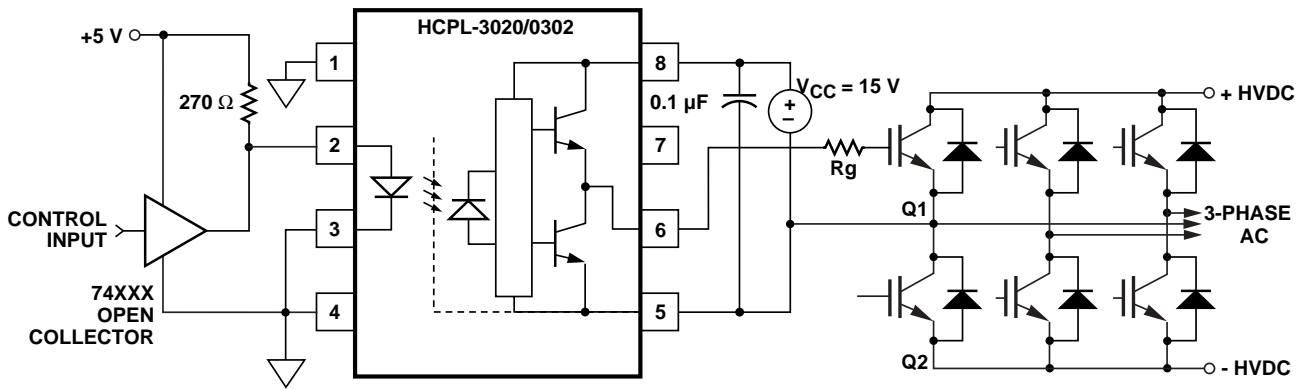 HCPL-3020/0302
+5 V
270 Ω
1
2
3
4
8
7
6
5
0.1 µF
VCC = 15 V
+
–
Rg
+ HVDC
Q1
3-PHASE
AC
CONTROL
INPUT
74XXX
OPEN
COLLECTOR
Q2
- HVDC